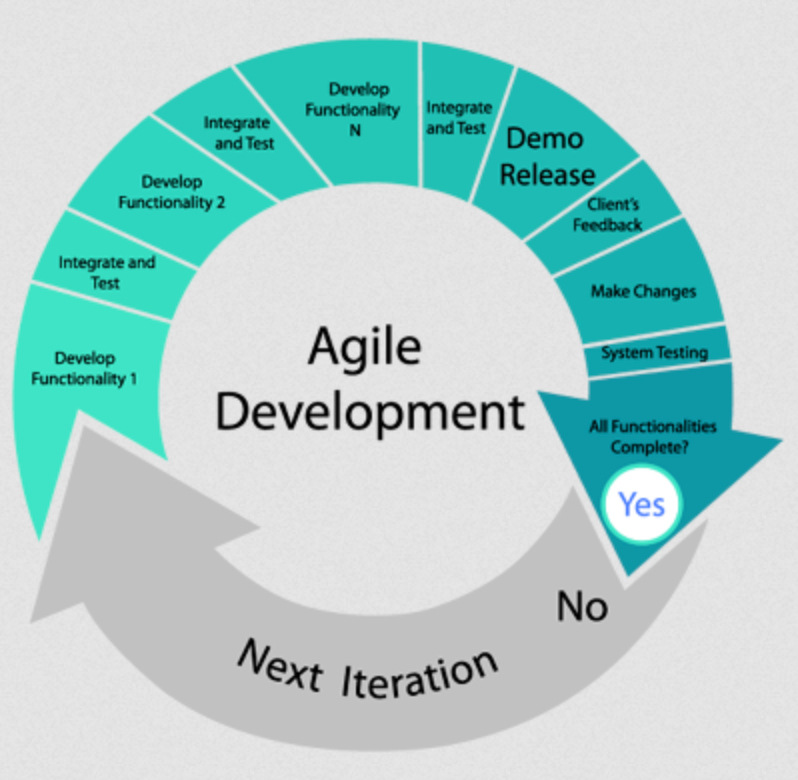 Develop
Functionality 1
Integrate and
Test
Develop
Functionality 2
Integrate
and Test
Develop
Functionality
N
Integrate
and Test
Demo
Release
Client's
Feedback
Make Changes
System Testing
All Functionalities
Complete?
Yes
No
Next Iteration
Agile
Development